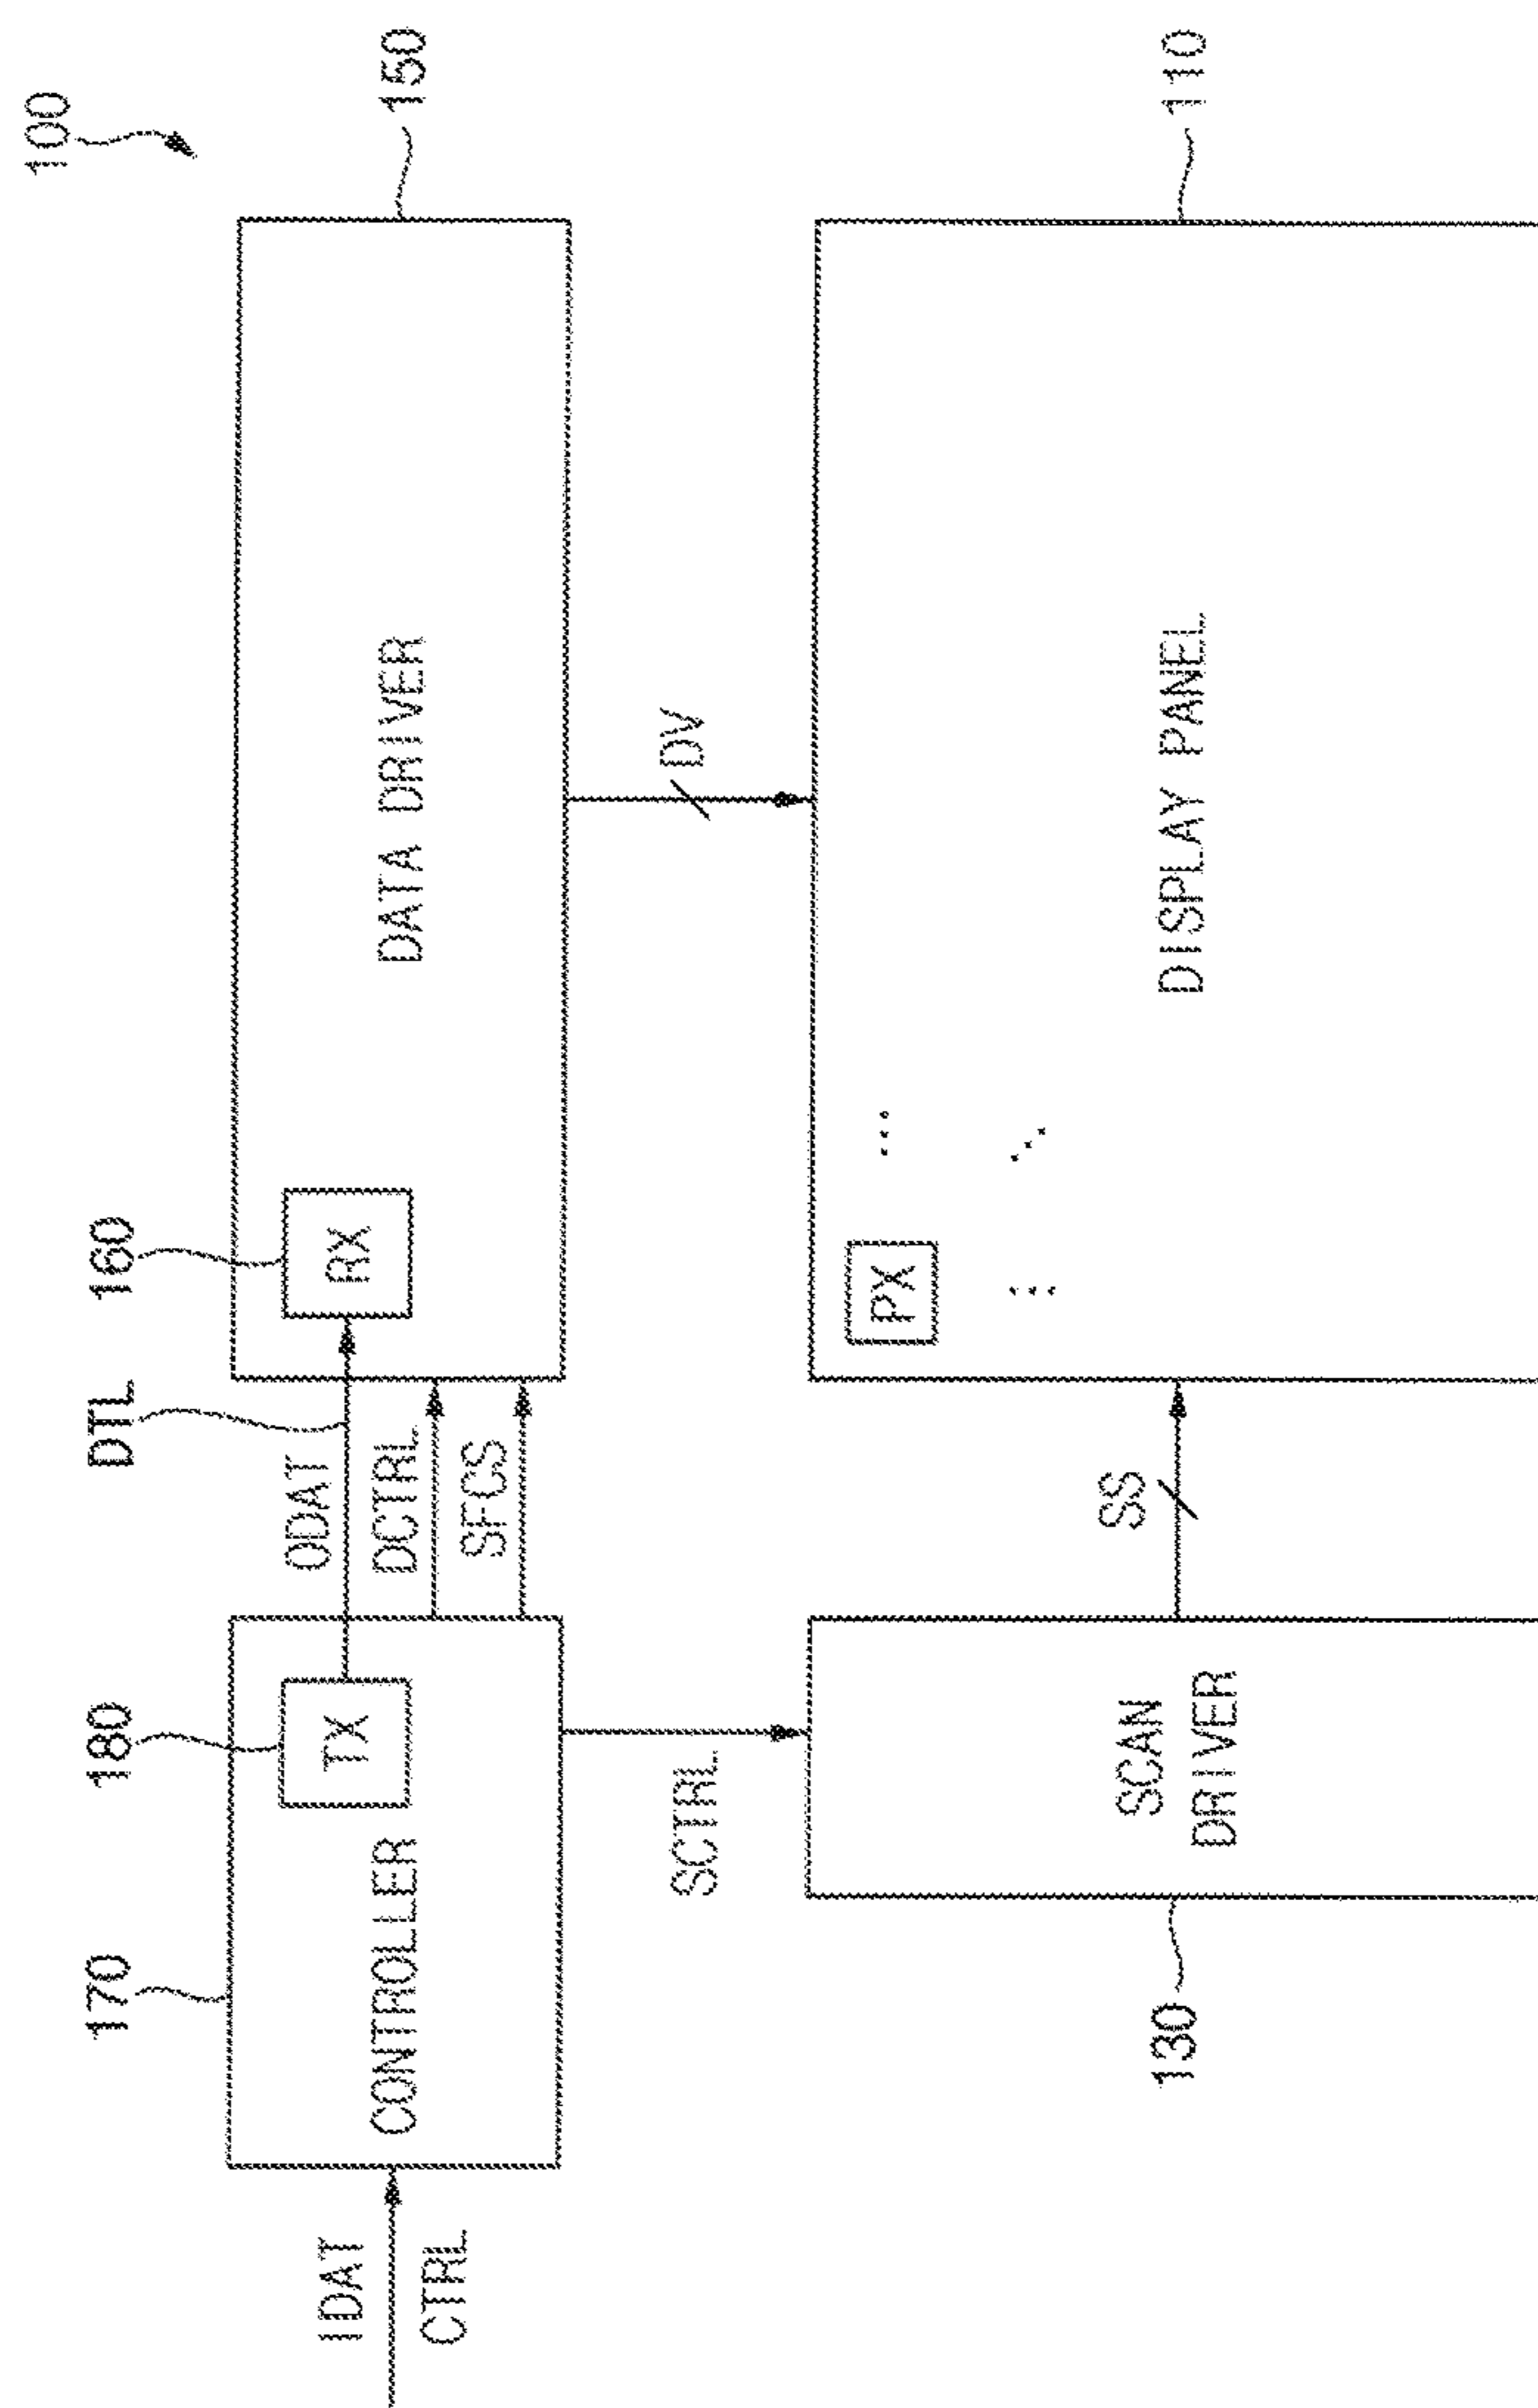 100
170
180
DTL
160
150
IDAT
CTRL
CONTROLLER
TX
ODAT
DCTRL
SFCS
RX
DATA DRIVER
SCTRL
DV
SCAN
DRIVER
130
SS
PX
DISPLAY PANEL
110